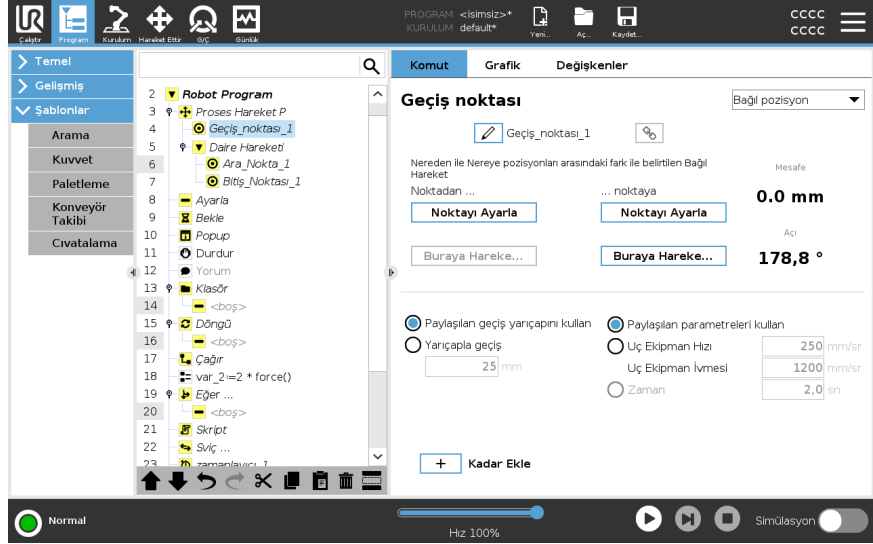 UR
PROGRAM <isimsiz>*
KURULUM default*
CCCC
CCCC
Çalıştır Program Kurulum Hareket Ettir G/Ç Günlük Yeni... Aç... Kaydet...
Temel
Gelişmiş
Şablonlar
Arama
Kuvvet
Paletleme
Konveyör
Takibi
Cıvatalama
2 Robot Program
3 Proses Hareket P
4 Geçiş_noktası_1
5 Daire Hareketi
6 Ara_Nokta_1
7 Bitiş_Noktası_1
8 Ayarla
9 Bekle
10 Popup
11 Durdur
12 Yorum
13 Klasör
14 <boş>
15 Döngü
16 <boş>
17 Çağır
18 var_2≔2 * force()
19 Eğer ...
20 <boş>
21 Skript
22 Sviç ...
23 zamanlayıcı_1
Komut Grafik Değişkenler
Geçiş noktası
Bağıl pozisyon
Geçiş_noktası_1
Nereden ile Nereye pozisyonları arasındaki fark ile belirtilen Bağıl
Hareket
Mesafe
Noktadan ... ... noktaya
0.0 mm
Noktayı Ayarla Noktayı Ayarla
Açı
Buraya Hareke... Buraya Hareke...
178,8 °
Paylaşılan geçiş yarıçapını kullan
Paylaşılan parametreleri kullan
Yarıçapla geçiş
Uç Ekipman Hızı 250 mm/sn
25 mm
Uç Ekipman İvmesi 1200 mm/sn
Zaman 2,0 sn
+ Kadar Ekle
Normal
Hız 100%
Simülasyon